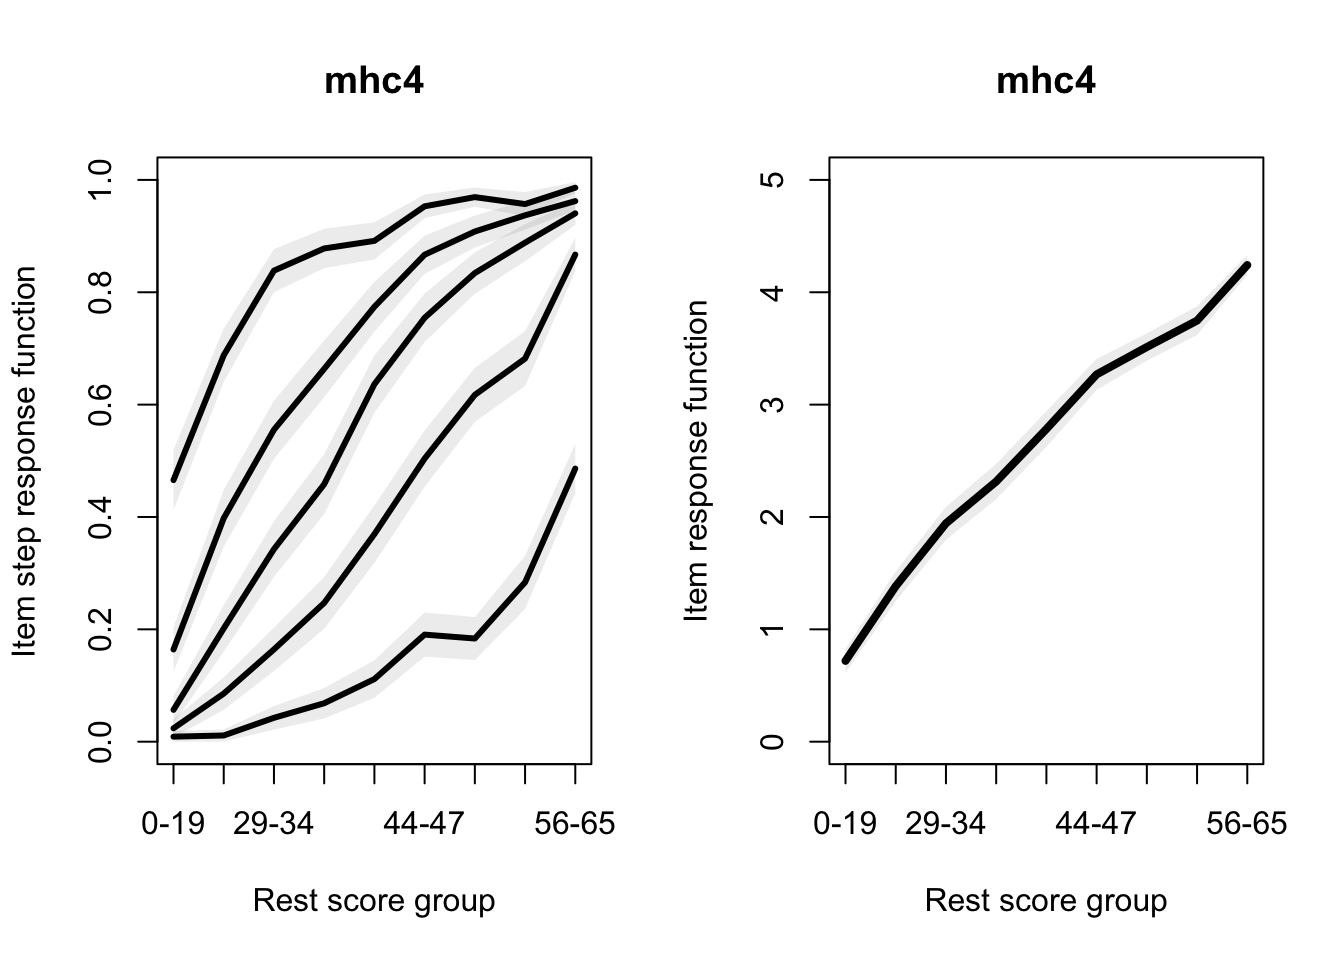 mhc4
Item step response function
1.0
0.8
0.6
0.4
0.2
0.0
0-19 29-34 44-47 56-65
Rest score group
mhc4
Item response function
5
4
3
2
1
0
0-19 29-34 44-47 56-65
Rest score group